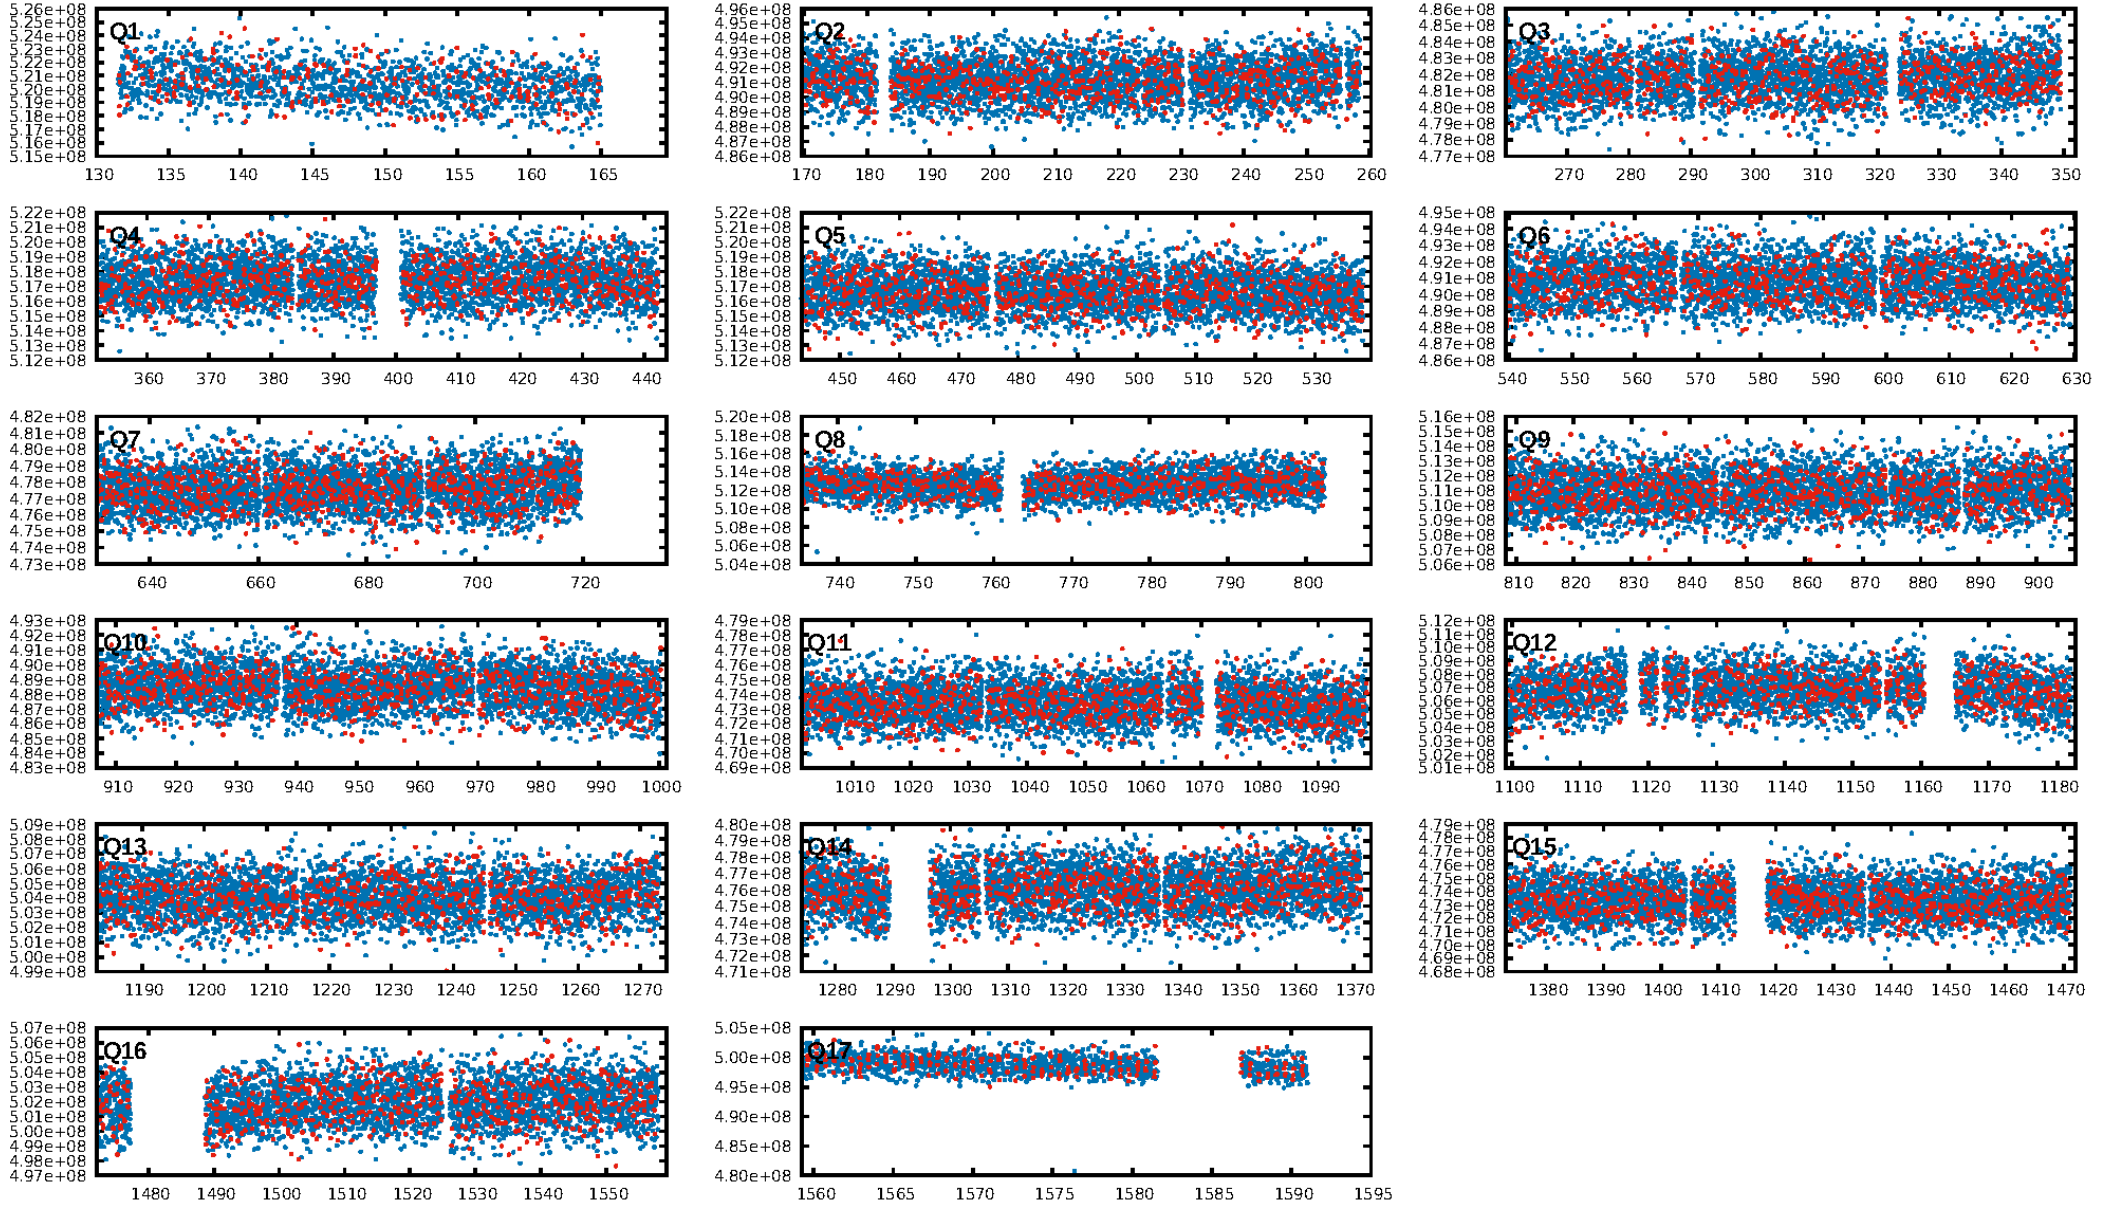 5.26e+08 5.25e+08 5.24e+08 5.23e+08 5.22e+08 5.21e+08 5.20e+08 5.19e+08 5.18e+08 5.17e+08 5.16e+08 5.15e+08
Q1
130 135 140 145 150 155 160 165
4.96e+08 4.95e+08 4.94e+08 4.93e+08 4.92e+08 4.91e+08 4.90e+08 4.89e+08 4.88e+08 4.87e+08 4.86e+08
Q2
170 180 190 200 210 220 230 240 250 260
4.86e+08 4.85e+08 4.84e+08 4.83e+08 4.82e+08 4.81e+08 4.80e+08 4.79e+08 4.78e+08 4.77e+08
Q3
270 280 290 300 310 320 330 340 350
5.22e+08 5.21e+08 5.20e+08 5.19e+08 5.18e+08 5.17e+08 5.16e+08 5.15e+08 5.14e+08 5.13e+08 5.12e+08
Q4
360 370 380 390 400 410 420 430 440
5.22e+08 5.21e+08 5.20e+08 5.19e+08 5.18e+08 5.17e+08 5.16e+08 5.15e+08 5.14e+08 5.13e+08 5.12e+08
Q5
450 460 470 480 490 500 510 520 530
4.95e+08 4.94e+08 4.93e+08 4.92e+08 4.91e+08 4.90e+08 4.89e+08 4.88e+08 4.87e+08 4.86e+08
Q6
540 550 560 570 580 590 600 610 620 630
4.82e+08 4.81e+08 4.80e+08 4.79e+08 4.78e+08 4.77e+08 4.76e+08 4.75e+08 4.74e+08 4.73e+08
Q7
640 660 680 700 720
5.20e+08 5.18e+08 5.16e+08 5.14e+08 5.12e+08 5.10e+08 5.08e+08 5.06e+08 5.04e+08
Q8
740 750 760 770 780 790 800
5.16e+08 5.15e+08 5.14e+08 5.13e+08 5.12e+08 5.11e+08 5.10e+08 5.09e+08 5.08e+08 5.07e+08 5.06e+08
Q9
810 820 830 840 850 860 870 880 890 900
4.93e+08 4.92e+08 4.91e+08 4.90e+08 4.89e+08 4.88e+08 4.87e+08 4.86e+08 4.85e+08 4.84e+08 4.83e+08
Q10
910 920 930 940 950 960 970 980 990 1000
4.79e+08 4.78e+08 4.77e+08 4.76e+08 4.75e+08 4.74e+08 4.73e+08 4.72e+08 4.71e+08 4.70e+08 4.69e+08
Q11
1010 1020 1030 1040 1050 1060 1070 1080 1090
5.12e+08 5.11e+08 5.10e+08 5.09e+08 5.08e+08 5.07e+08 5.06e+08 5.05e+08 5.04e+08 5.03e+08 5.02e+08 5.01e+08
Q12
1100 1110 1120 1130 1140 1150 1160 1170 1180
5.09e+08 5.08e+08 5.07e+08 5.06e+08 5.05e+08 5.04e+08 5.03e+08 5.02e+08 5.01e+08 5.00e+08 4.99e+08
Q13
1190 1200 1210 1220 1230 1240 1250 1260 1270
4.80e+08 4.79e+08 4.78e+08 4.77e+08 4.76e+08 4.75e+08 4.74e+08 4.73e+08 4.72e+08 4.71e+08
Q14
1280 1290 1300 1310 1320 1330 1340 1350 1360 1370
4.79e+08 4.78e+08 4.77e+08 4.76e+08 4.75e+08 4.74e+08 4.73e+08 4.72e+08 4.71e+08 4.70e+08 4.69e+08 4.68e+08
Q15
1380 1390 1400 1410 1420 1430 1440 1450 1460 1470
5.07e+08 5.06e+08 5.05e+08 5.04e+08 5.03e+08 5.02e+08 5.01e+08 5.00e+08 4.99e+08 4.98e+08 4.97e+08
Q16
1480 1490 1500 1510 1520 1530 1540 1550
5.05e+08 5.00e+08 4.95e+08 4.90e+08 4.85e+08 4.80e+08
Q17
1560 1565 1570 1575 1580 1585 1590 1595